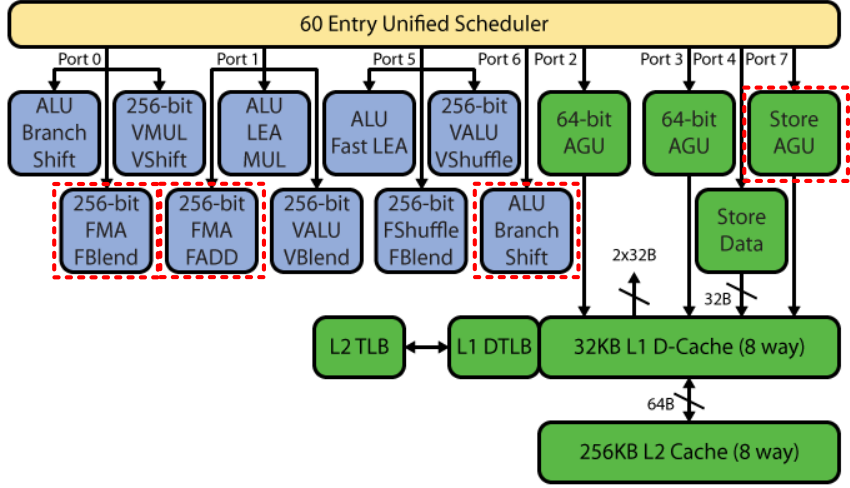 60 Entry Unified Scheduler
Port 0
Port 1
Port 5
Port 6
Port 2
Port 3
Port 4
Port 7
ALU
Branch
Shift
256-bit
VMUL
VShift
ALU
LEA
MUL
ALU
Fast LEA
256-bit
VALU
VShuffle
64-bit
AGU
64-bit
AGU
Store
AGU
256-bit
FMA
FBlend
256-bit
FMA
FADD
256-bit
VALU
VBlend
256-bit
FShuffle
FBlend
ALU
Branch
Shift
Store
Data
2x32B
32B
L2 TLB
L1 DTLB
32KB L1 D-Cache (8 way)
64B
256KB L2 Cache (8 way)